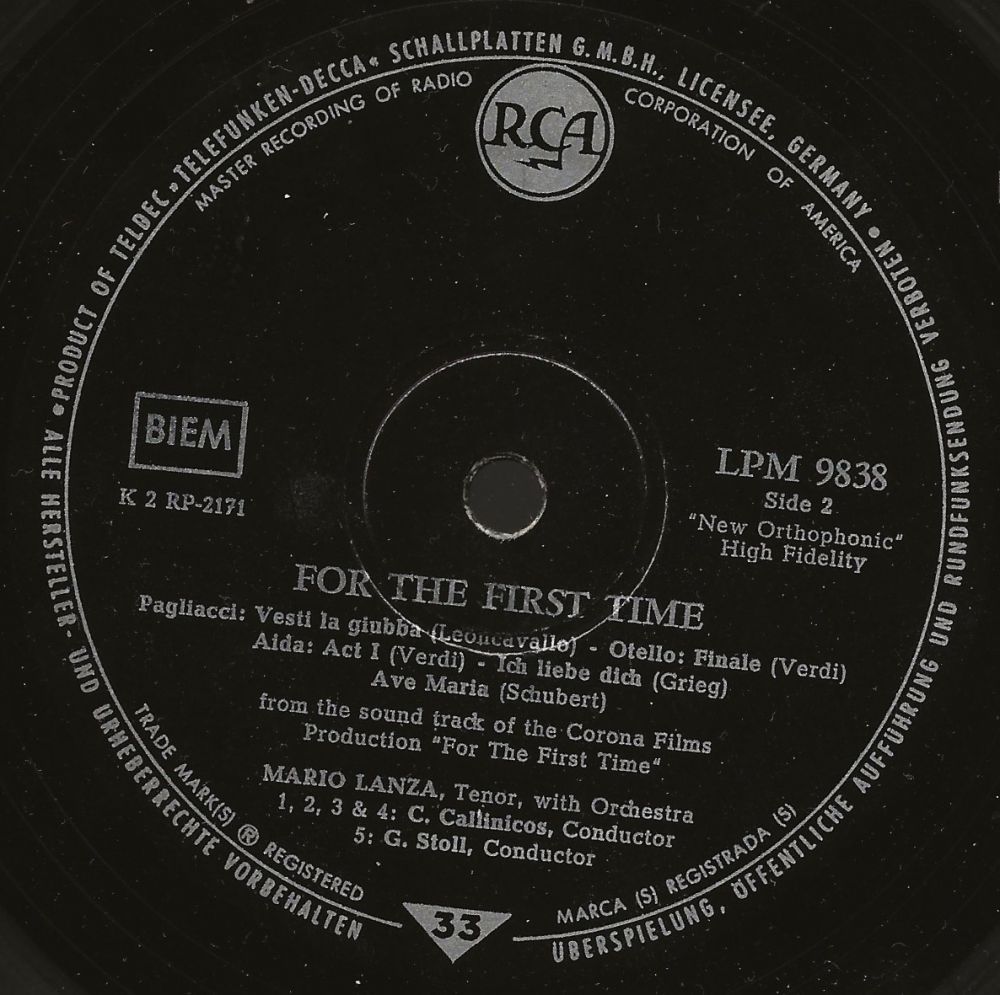 • PRODUCT OF TELDEC • TELEFUNKEN-DECCA« SCHALLPLATTEN G.M.B.H., LICENSEE, GERMANY •
MASTER RECORDING OF RADIO CORPORATION OF AMERICA
RCA
BIEM
K 2 RP-2171
LPM 9838
Side 2
"New Orthophonic"
High Fidelity
FOR THE FIRST TIME
Pagliacci: Vesti la giubba (Leoncavallo) - Otello: Finale (Verdi)
Aida: Act I (Verdi) - Ich liebe dich (Grieg)
Ave Maria (Schubert)
from the sound track of the Corona Films
Production "For The First Time"
MARIO LANZA, Tenor, with Orchestra
1, 2, 3 & 4: C. Callinicos, Conductor
5: G. Stoll, Conductor
TRADE MARK(S) ® REGISTERED
MARCA (S) REGISTRADA (S)
33
ALLE HERSTELLER- UND URHEBERRECHTE VORBEHALTEN
ÜBERSPIELUNG, ÖFFENTLICHE AUFFÜHRUNG UND RUNDFUNKSENDUNG VERBOTEN